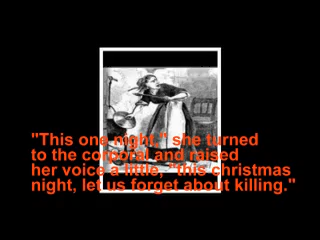 "This one night," she turned
to the corporal and raised
her voice a little, "this christmas
night, let us forget about killing."